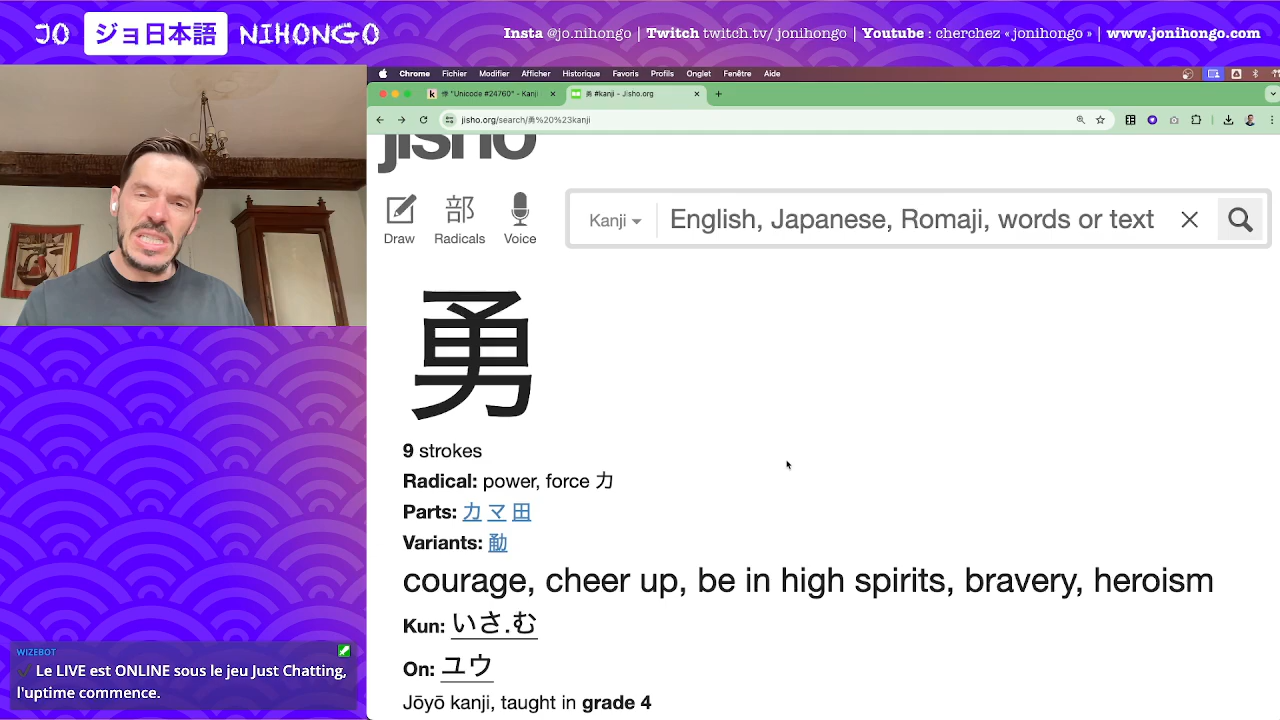 JO ジョ日本語 NIHONGO
Insta @jo.nihongo | Twitch twitch.tv/ jonihongo | Youtube : cherchez « jonihongo » | www.jonihongo.com
Chrome Fichier Modifier Afficher Historique Favoris Profils Onglet Fenêtre Aide
"Unicode #24760" - Kanji
勇 #kanji - Jisho.org
jisho.org/search/勇%20%23kanji
jisho
部
Draw Radicals Voice
Kanji English, Japanese, Romaji, words or text
勇
9 strokes
Radical: power, force 力
Parts: 力 マ 田
Variants: 勈
courage, cheer up, be in high spirits, bravery, heroism
Kun: いさ.む
On: ユウ
Jōyō kanji, taught in grade 4
WIZEBOT
✓ Le LIVE est ONLINE sous le jeu Just Chatting,
l'uptime commence.